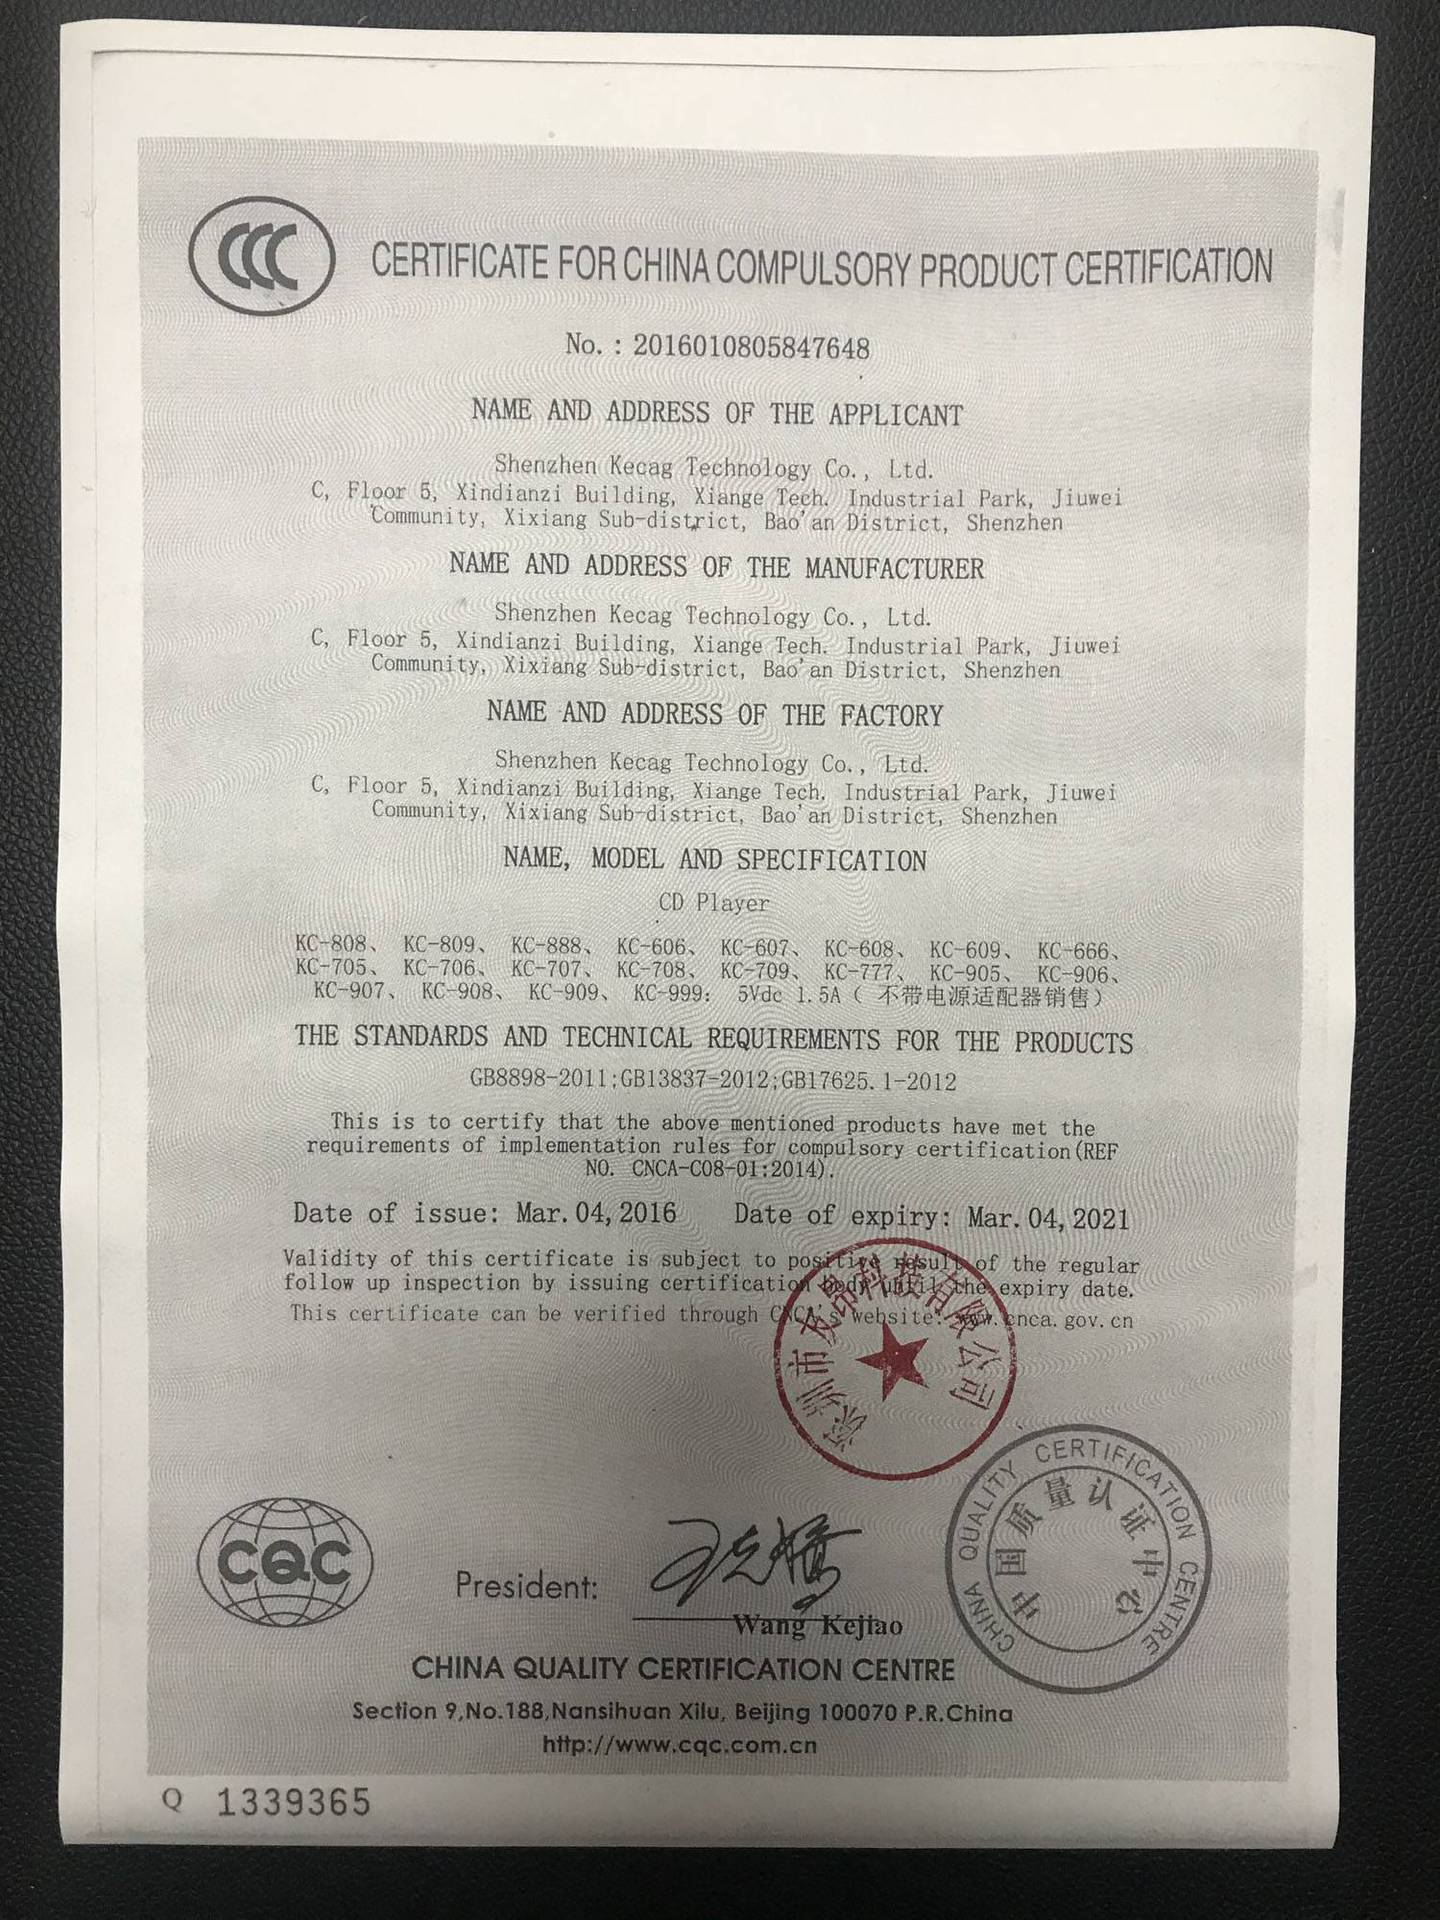 CCC
CERTIFICATE FOR CHINA COMPULSORY PRODUCT CERTIFICATION
No.: 2016010805847648
NAME AND ADDRESS OF THE APPLICANT
Shenzhen Kecag Technology Co., Ltd.
C, Floor 5, Xindianzi Building, Xiange Tech. Industrial Park, Jiuwei
Community, Xixiang Sub-district, Bao'an District, Shenzhen
NAME AND ADDRESS OF THE MANUFACTURER
Shenzhen Kecag Technology Co., Ltd.
C, Floor 5, Xindianzi Building, Xiange Tech. Industrial Park, Jiuwei
Community, Xixiang Sub-district, Bao'an District, Shenzhen
NAME AND ADDRESS OF THE FACTORY
Shenzhen Kecag Technology Co., Ltd.
C, Floor 5, Xindianzi Building, Xiange Tech. Industrial Park, Jiuwei
Community, Xixiang Sub-district, Bao'an District, Shenzhen
NAME, MODEL AND SPECIFICATION
CD Player
KC-808、 KC-809、 KC-888、 KC-606、 KC-607、 KC-608、 KC-609、 KC-666、
KC-705、 KC-706、 KC-707、 KC-708、 KC-709、 KC-777、 KC-905、 KC-906、
KC-907、 KC-908、 KC-909、 KC-999: 5Vdc 1.5A（ 不带电源适配器销售）
THE STANDARDS AND TECHNICAL REQUIREMENTS FOR THE PRODUCTS
GB8898-2011;GB13837-2012;GB17625.1-2012
This is to certify that the above mentioned products have met the
requirements of implementation rules for compulsory certification(REF
NO. CNCA-C08-01:2014).
Date of issue: Mar.04,2016 Date of expiry: Mar.04,2021
Validity of this certificate is subject to positive result of the regular
follow up inspection by issuing certification body until the expiry date.
This certificate can be verified through CNCA's website: www.cnca.gov.cn
深圳市友昂科技有限公司
CHINA QUALITY CERTIFICATION CENTRE
中国质量认证中心
CQC
President:
Wang Kejiao
CHINA QUALITY CERTIFICATION CENTRE
Section 9,No.188,Nansihuan Xilu, Beijing 100070 P.R.China
http://www.cqc.com.cn
Q 1339365